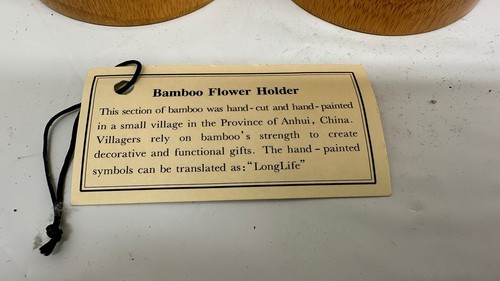 Bamboo Flower Holder
This section of bamboo was hand-cut and hand-painted
in a small village in the Province of Anhui, China.
Villagers rely on bamboo's strength to create
decorative and functional gifts. The hand-painted
symbols can be translated as:"LongLife"